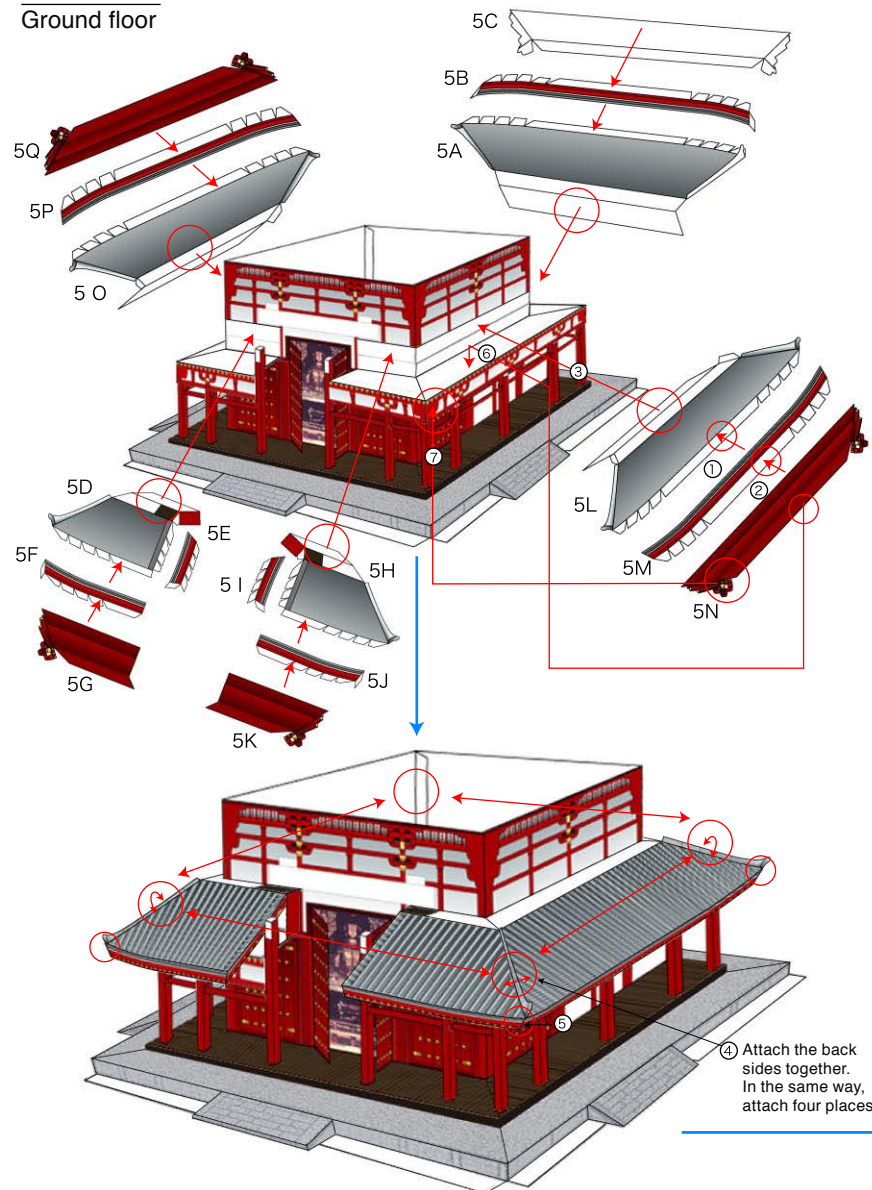 Ground floor
5C
5B
5A
5Q
5P
5 O
⑥
③
⑦
①
②
5L
5M
5N
5D
5E
5F
5G
5H
5 I
5J
5K
⑤
④ Attach the back
sides together.
In the same way,
attach four places